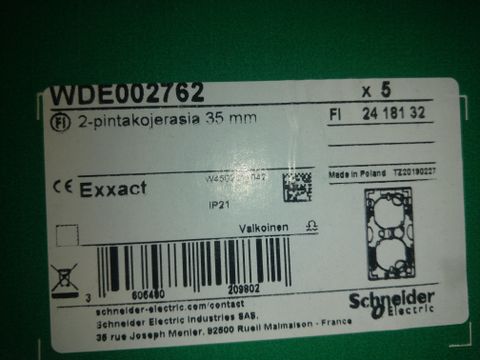 WDE002762
x 5
FI 2-pintakojerasia 35 mm
FI 24 181 32
Made in Poland TZ20190227
CE Exxact
IP21
Valkoinen
3 606480 209802
schneider-electric.com/contact
Schneider Electric Industries SAS,
35 rue Joseph Monier, 92500 Rueil Malmaison - France
Schneider
Electric